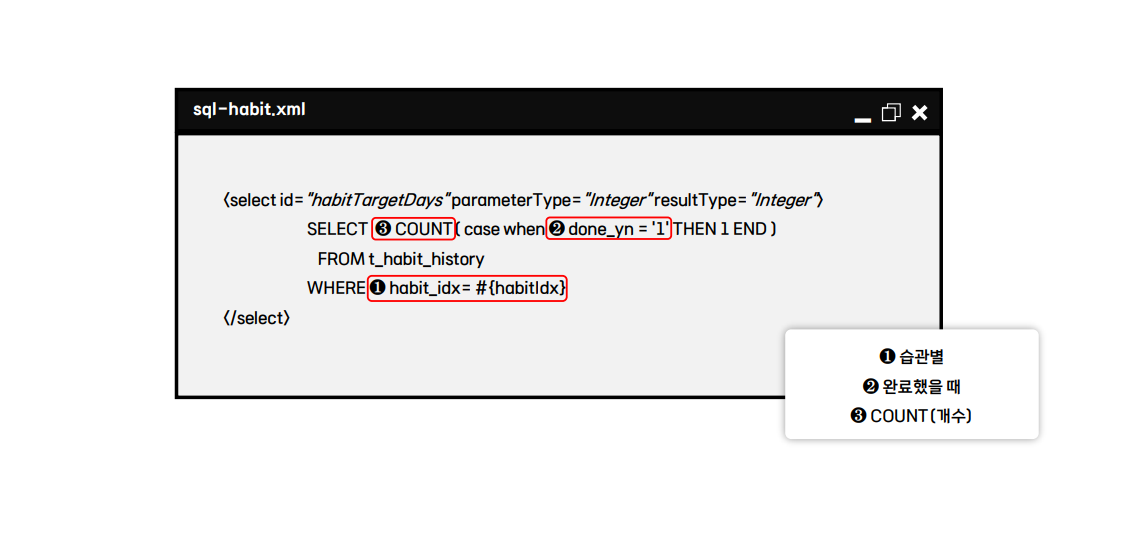 sql-habit.xml
<select id="habitTargetDays" parameterType="Integer" resultType="Integer">
SELECT ❸ COUNT ( case when ❷ done_yn = '1' THEN 1 END )
FROM t_habit_history
WHERE ❶ habit_idx= #{habitIdx}
</select>
❶ 습관별
❷ 완료했을 때
❸ COUNT (개수)